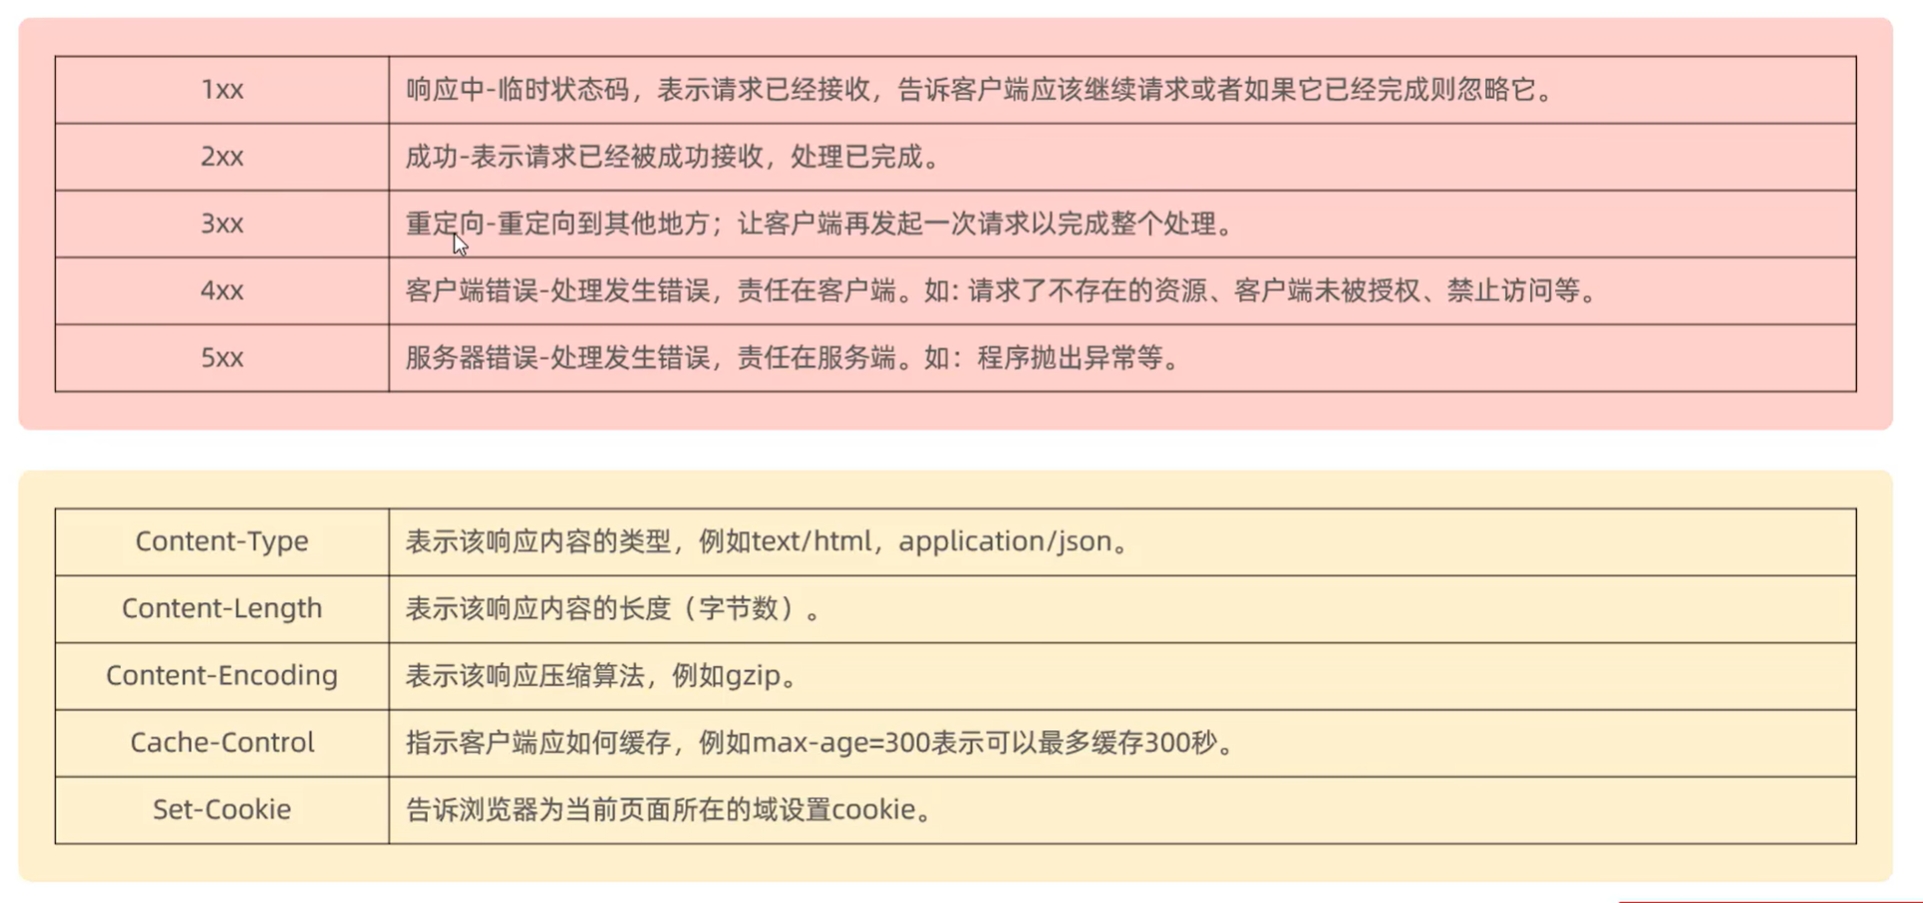 1xx 响应中-临时状态码，表示请求已经接收，告诉客户端应该继续请求或者如果它已经完成则忽略它。
2xx 成功-表示请求已经被成功接收，处理已完成。
3xx 重定向-重定向到其他地方；让客户端再发起一次请求以完成整个处理。
4xx 客户端错误-处理发生错误，责任在客户端。如: 请求了不存在的资源、客户端未被授权、禁止访问等。
5xx 服务器错误-处理发生错误，责任在服务端。如：程序抛出异常等。
Content-Type 表示该响应内容的类型，例如text/html，application/json。
Content-Length 表示该响应内容的长度（字节数）。
Content-Encoding 表示该响应压缩算法，例如gzip。
Cache-Control 指示客户端应如何缓存，例如max-age=300表示可以最多缓存300秒。
Set-Cookie 告诉浏览器为当前页面所在的域设置cookie。